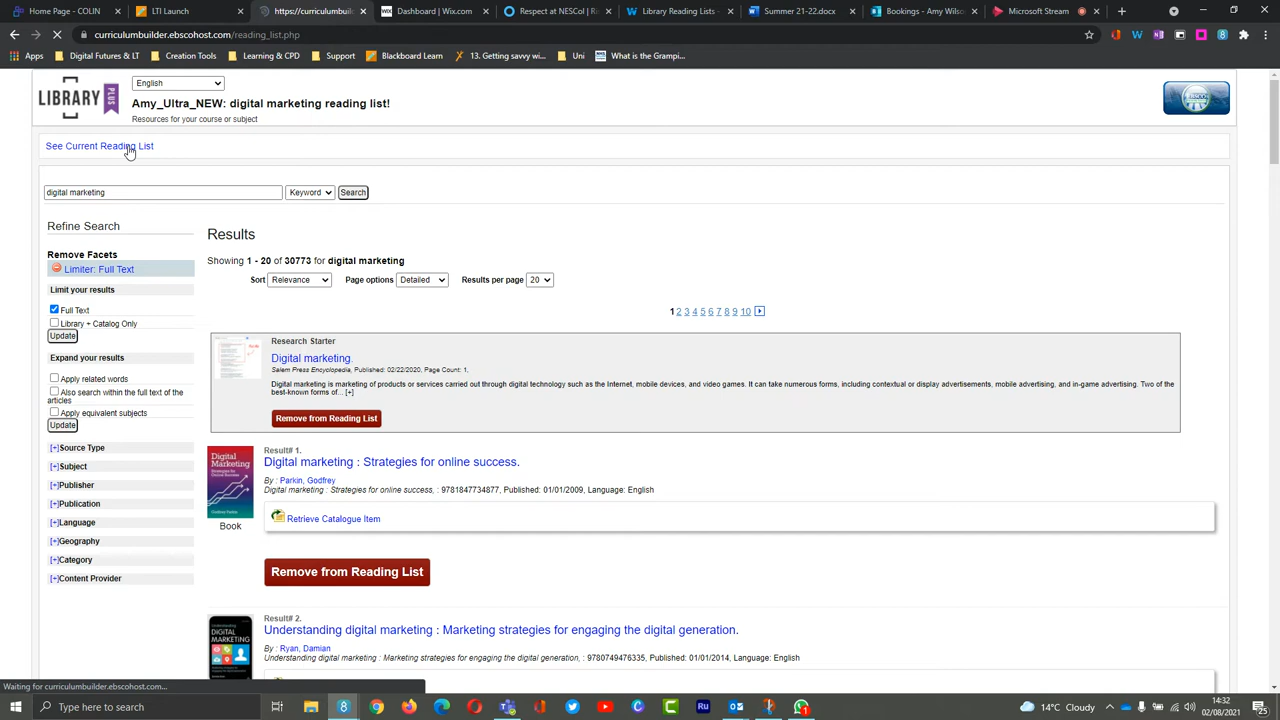 https://curriculumbuilder.ebscohos
Teams Calls - COLIN
LTI Launch
Dashboard | Wix.com
Respect at NESCol | Ri
Library Reading Lists -
Summer 21-22.docx
Bookings - Amy Wilso
Microsoft Stream
curriculumbuilder.ebscohost.com/reading_list.php
Apps
Digital Futures & LT
Creation Tools
Learning & CPD
Support
Blackboard Learn
13. Getting savvy wi...
Uni
What is the Grampi...
LIBRARY PLUS
English
Amy_Ultra_NEW: digital marketing reading list!
Resources for your course or subject
See Current Reading List
digital marketing
Keyword
Search
Refine Search
Remove Facets
Limiter: Full Text
Limit your results
Full Text
Library + Catalog Only
Update
Expand your results
Apply related words
Also search within the full text of the
articles
Apply equivalent subjects
Update
[+]Source Type
[+]Subject
[+]Publisher
[+]Publication
[+]Language
[+]Geography
[+]Category
[+]Content Provider
Results
Showing 1 - 20 of 30773 for digital marketing
Sort Relevance Page options Detailed Results per page 20
1 2 3 4 5 6 7 8 9 10
Research Starter
Digital marketing.
Salem Press Encyclopedia, Published: 02/22/2020, Page Count: 1,
Digital marketing is marketing of products or services carried out through digital technology such as the Internet, mobile devices, and video games. It can take numerous forms, including contextual or display advertisements, mobile advertising, and in-game advertising. Two of the
best-known forms of... [+]
Remove from Reading List
Result# 1.
Digital marketing : Strategies for online success.
By : Parkin, Godfrey
Digital marketing : Strategies for online success, : 9781847734877, Published: 01/01/2009, Language: English
Retrieve Catalogue Item
Book
Remove from Reading List
Result# 2.
Understanding digital marketing : Marketing strategies for engaging the digital generation.
By : Ryan, Damian
Understanding digital marketing : Marketing strategies for engaging the digital generation. : 9780749476335, Published: 01/01/2014, Language: English
DIGITAL
MARKETING
Waiting for curriculumbuilder.ebscohost.com...
Type here to search
14°C Cloudy
14:32
02/08/2021
25